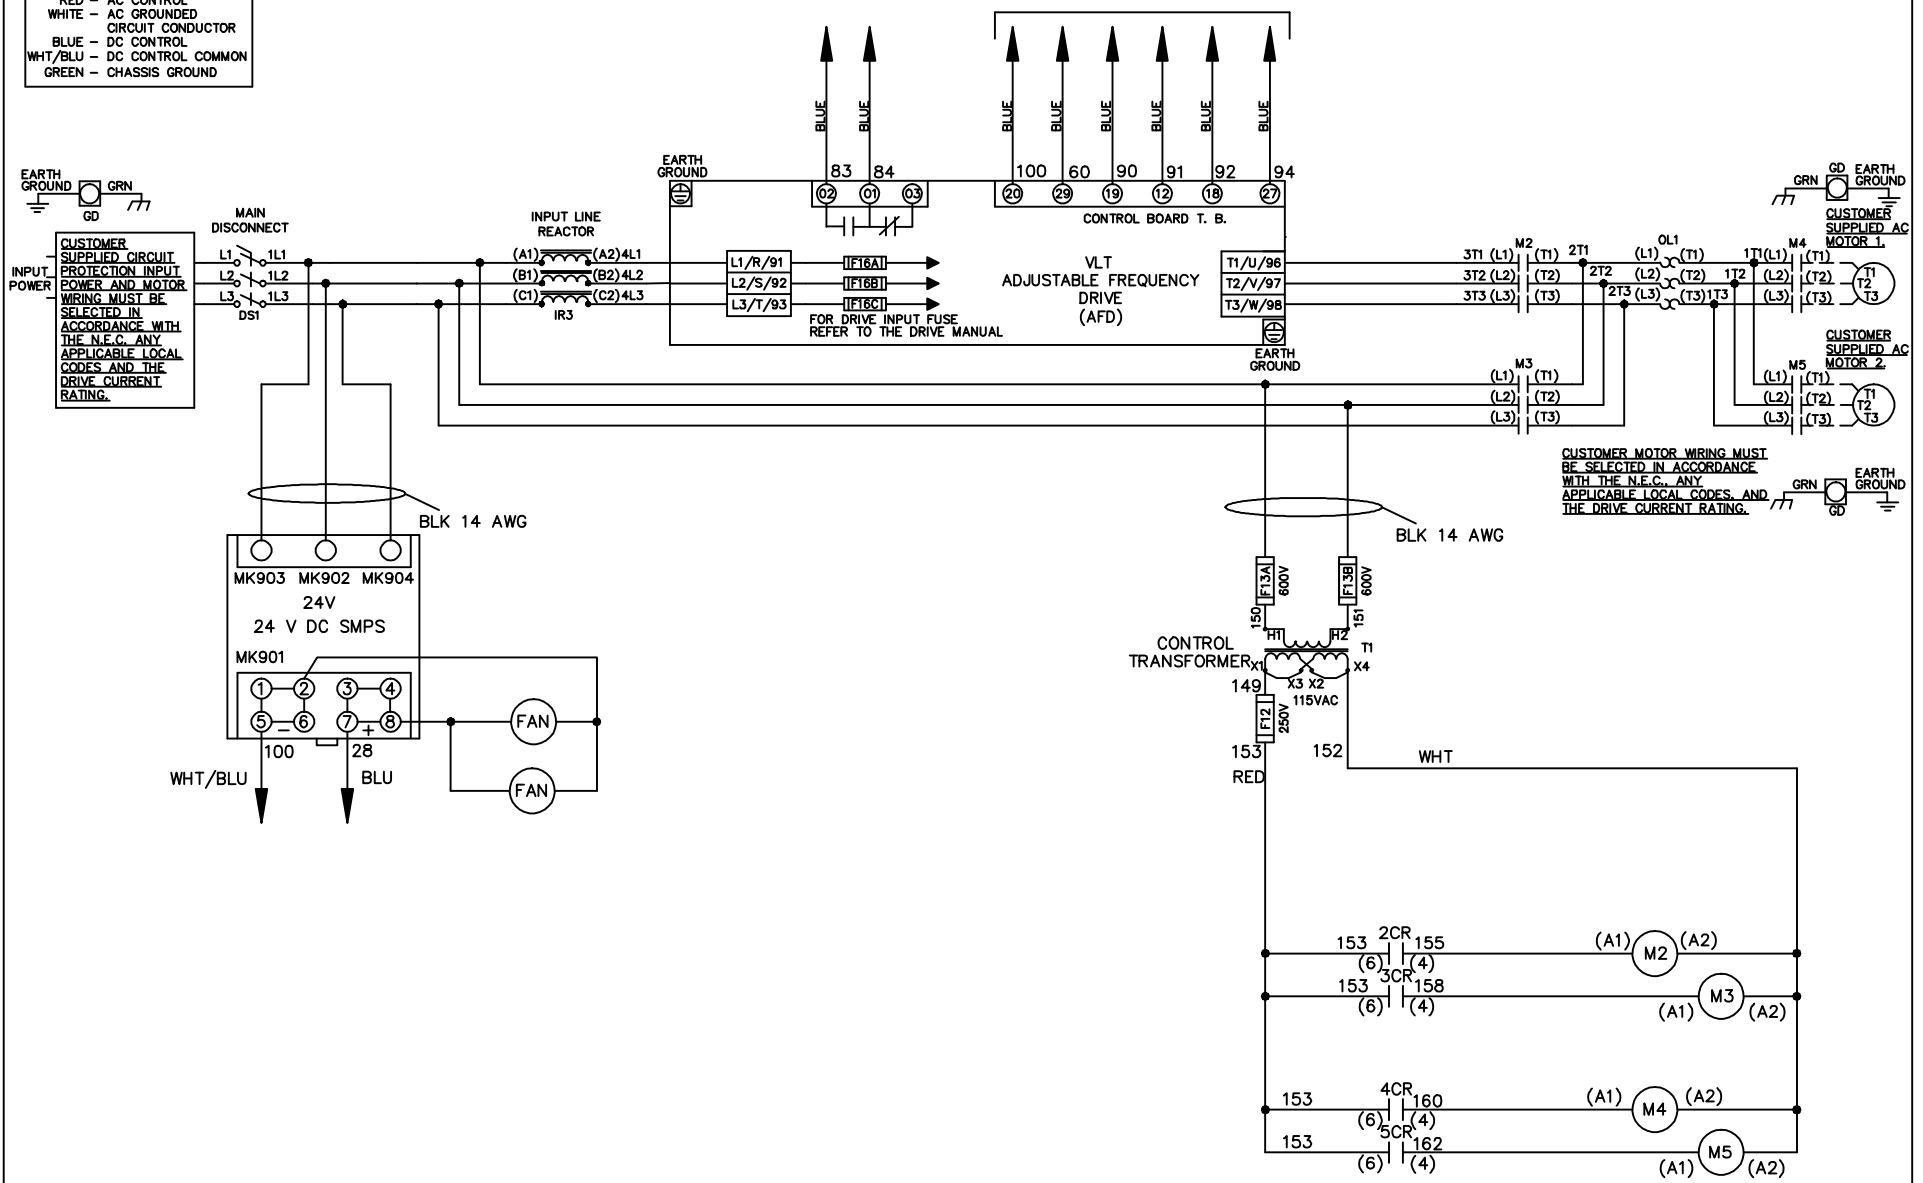 RED – AC CONTROL
WHITE – AC GROUNDED
CIRCUIT CONDUCTOR
BLUE – DC CONTROL
WHT/BLU – DC CONTROL COMMON
GREEN – CHASSIS GROUND
BLUE
BLUE
BLUE
BLUE
BLUE
BLUE
BLUE
BLUE
EARTH
GROUND
GRN
GD
MAIN
DISCONNECT
INPUT LINE
REACTOR
EARTH
GROUND
83 84
02 01 03
100 60 90 91 92 94
20 29 19 12 18 27
CONTROL BOARD T. B.
GRN
GD
EARTH
GROUND
INPUT
POWER
CUSTOMER
SUPPLIED CIRCUIT
PROTECTION INPUT
POWER AND MOTOR
WIRING MUST BE
SELECTED IN
ACCORDANCE WITH
THE N.E.C. ANY
APPLICABLE LOCAL
CODES AND THE
DRIVE CURRENT
RATING.
L1 1L1
L2 1L2
L3 1L3
DS1
(A1) (A2) 4L1
(B1) (B2) 4L2
(C1) (C2) 4L3
IR3
L1/R/91
L2/S/92
L3/T/93
F16A
F16B
F16C
FOR DRIVE INPUT FUSE
REFER TO THE DRIVE MANUAL
VLT
ADJUSTABLE FREQUENCY
DRIVE
(AFD)
T1/U/96
T2/V/97
T3/W/98
EARTH
GROUND
M2
3T1 (L1) (T1) 2T1
3T2 (L2) (T2) 2T2
3T3 (L3) (T3) 2T3
OL1
(L1) (T1) 1T1
(L2) (T2) 1T2
(L3) (T3) 1T3
M4
(L1) (T1)
(L2) (T2)
(L3) (T3)
CUSTOMER
SUPPLIED AC
MOTOR 1.
T1
T2
T3
M3
(L1) (T1)
(L2) (T2)
(L3) (T3)
M5
(L1) (T1)
(L2) (T2)
(L3) (T3)
CUSTOMER
SUPPLIED AC
MOTOR 2.
T1
T2
T3
CUSTOMER MOTOR WIRING MUST
BE SELECTED IN ACCORDANCE
WITH THE N.E.C., ANY
APPLICABLE LOCAL CODES, AND
THE DRIVE CURRENT RATING.
GRN
GD
EARTH
GROUND
BLK 14 AWG
BLK 14 AWG
MK903 MK902 MK904
24V
24 V DC SMPS
MK901
1 2 3 4
5 6 7 8
– +
100 28
WHT/BLU BLU
FAN
FAN
F13A
600V
F13B
600V
150 151
H1 H2
T1
CONTROL
TRANSFORMER
X1 X4
X3 X2
149
115VAC
F12
250V
153
RED
152
WHT
153 2CR 155
(6) (4)
(A1) M2 (A2)
153 3CR 158
(6) (4)
(A1) M3 (A2)
153 4CR 160
(6) (4)
(A1) M4 (A2)
153 5CR 162
(6) (4)
(A1) M5 (A2)